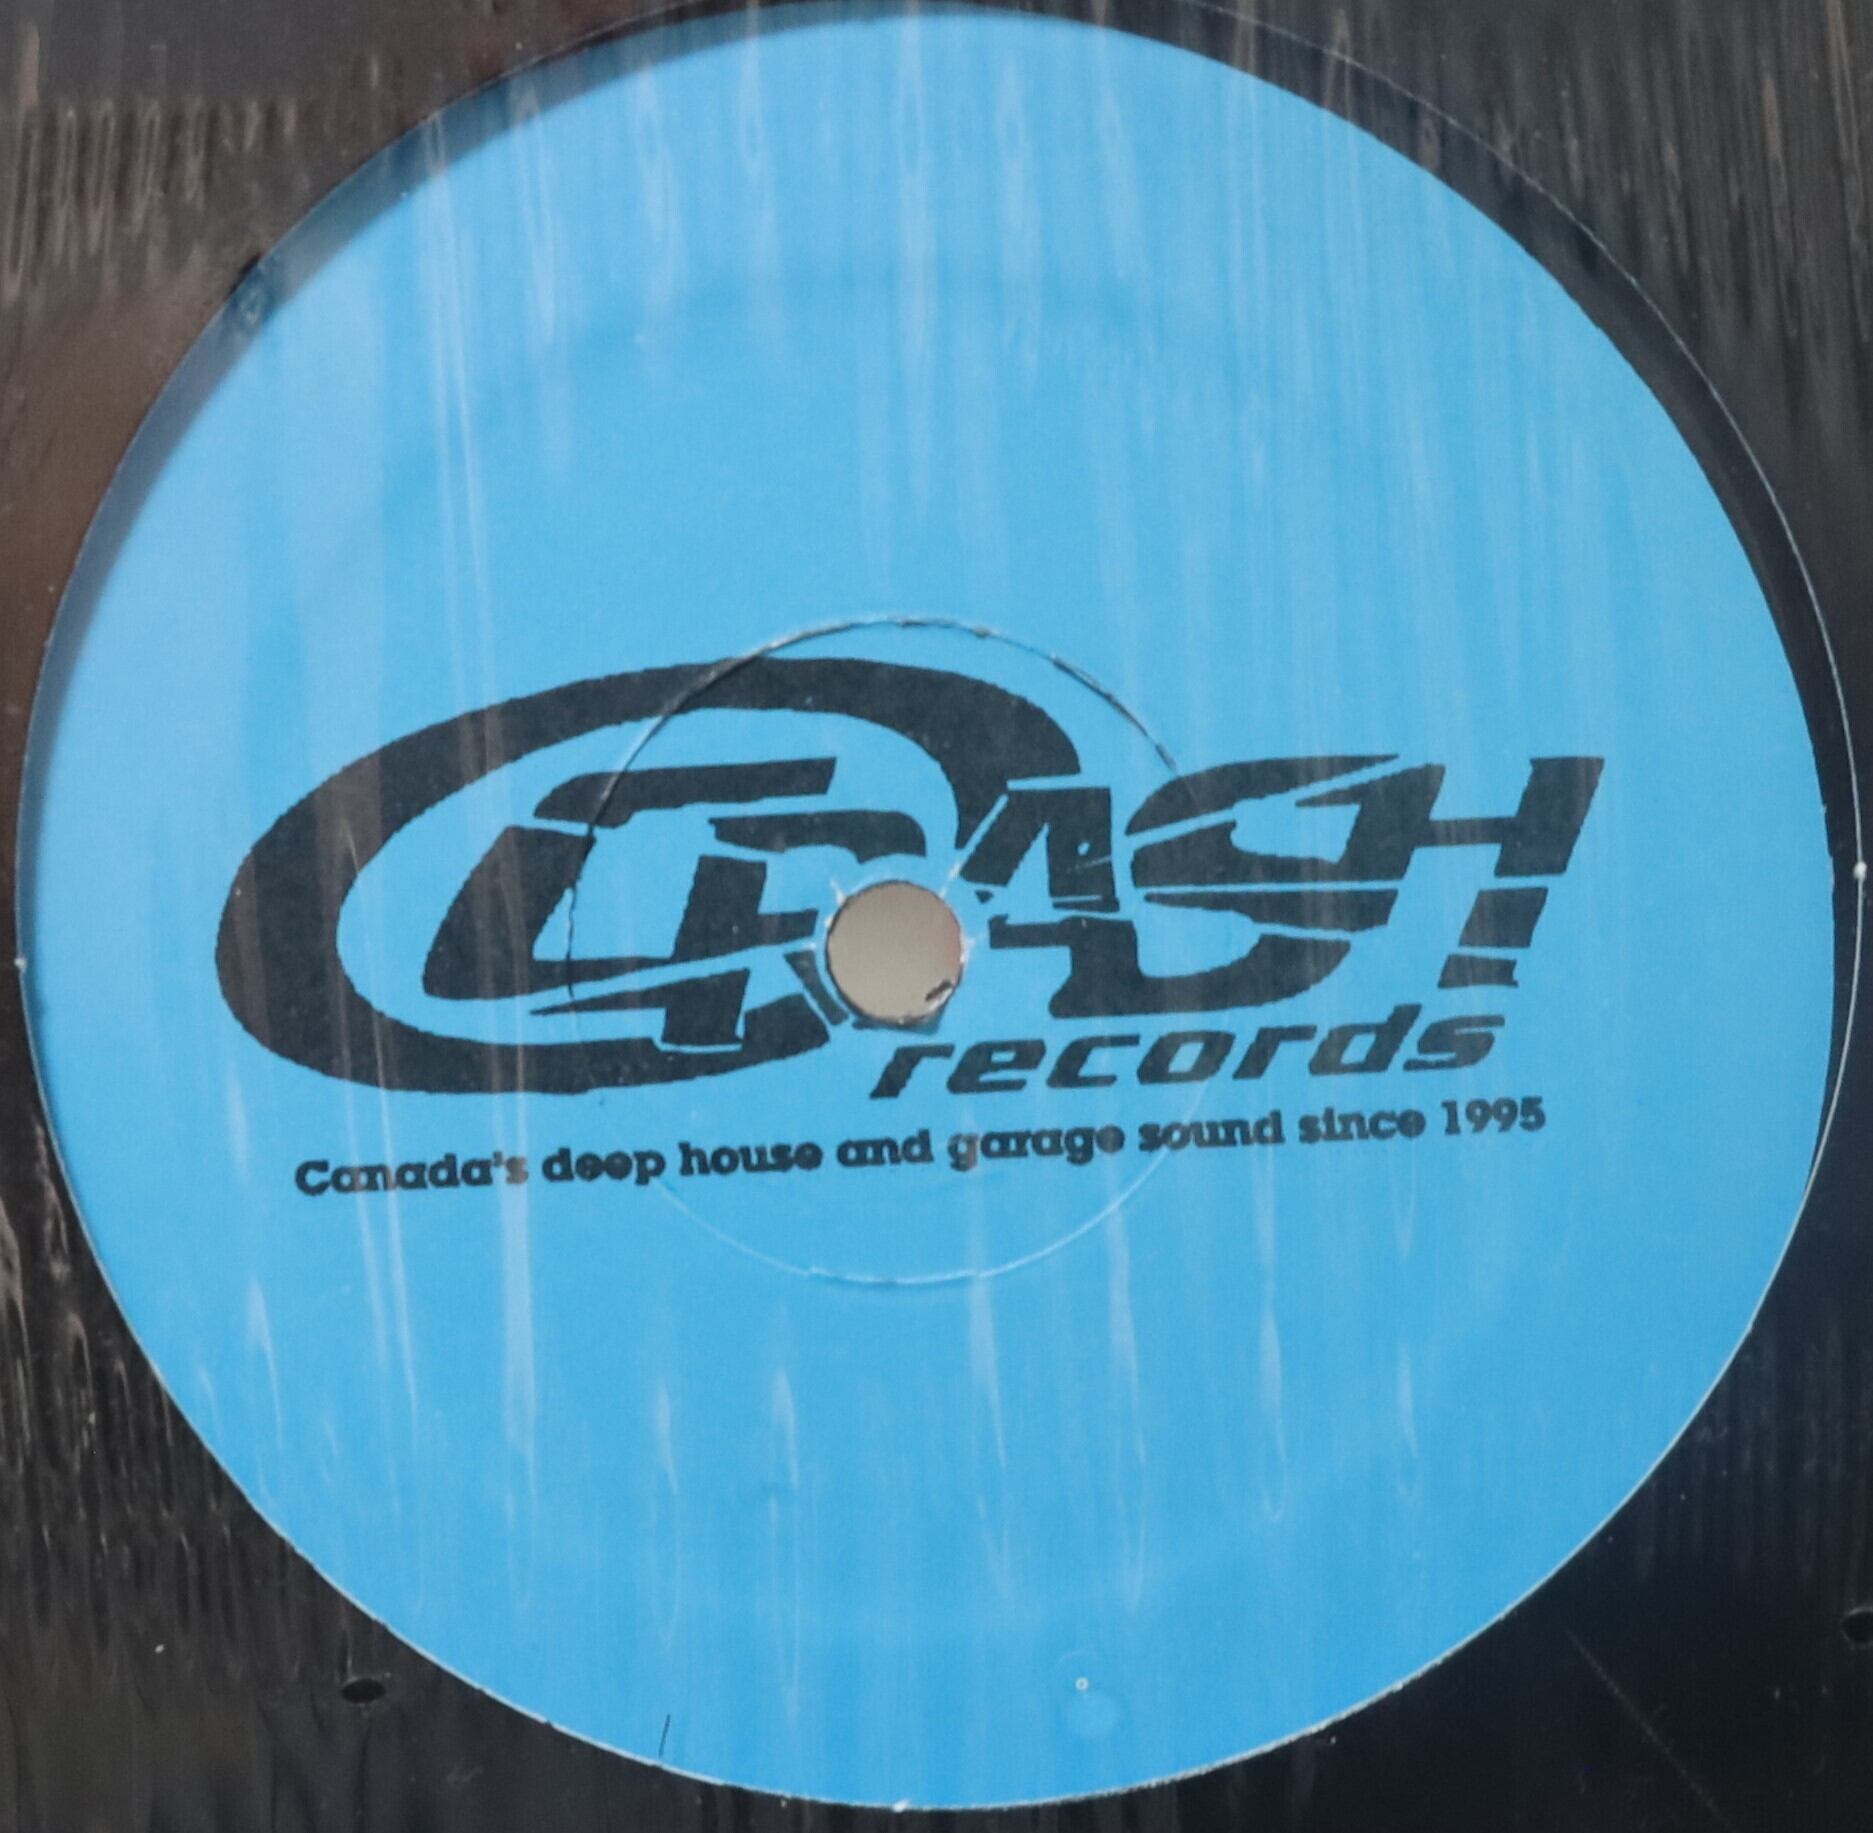 CRASH
records
Canada's deep house and garage sound since 1995